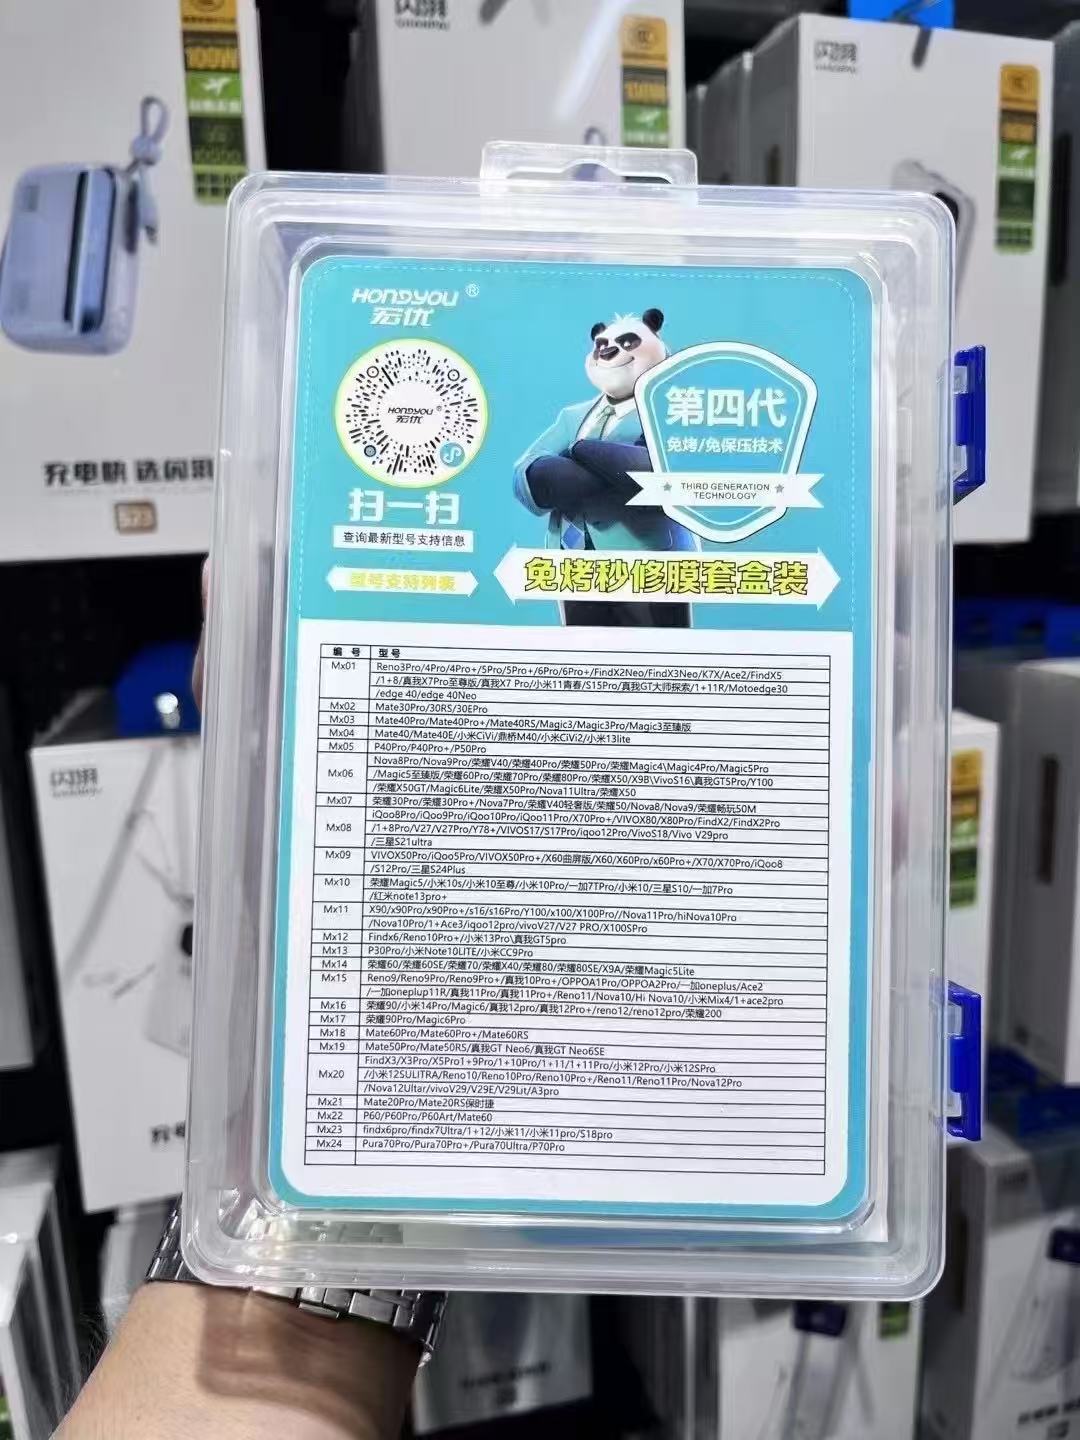 闪翔
100W
10000
充电快 选闪翔
S23
HONDYOU®
宏优
HONDYOU®
宏优
扫一扫
查询最新型号支持信息
型号支持列表
第四代
免烤/免保压技术
THIRD GENERATION
TECHNOLOGY
免烤秒修膜套盒装
编 号 型 号
Mx01 Reno3Pro/4Pro/4Pro+/5Pro/5Pro+/6Pro/6Pro+/FindX2Neo/FindX3Neo/K7X/Ace2/FindX5
/1+8/真我X7Pro至尊版/真我X7 Pro/小米11青春/S15Pro/真我GT大师探索/1+11R/Motoedge30
/edge 40/edge 40Neo
Mx02 Mate30Pro/30RS/30EPro
Mx03 Mate40Pro/Mate40Pro+/Mate40RS/Magic3/Magic3Pro/Magic3至臻版
Mx04 Mate40/Mate40E/小米CiVi/鼎桥M40/小米CiVi2/小米13lite
Mx05 P40Pro/P40Pro+/P50Pro
Mx06 Nova8Pro/Nova9Pro/荣耀V40/荣耀40Pro/荣耀50Pro/荣耀Magic4\Magic4Pro/Magic5Pro
/Magic5至臻版/荣耀60Pro/荣耀70Pro/荣耀80Pro/荣耀X50/X9B\VivoS16\真我GT5Pro/Y100
/荣耀X50GT/Magic6Lite/荣耀X50Pro/Nova11Ultra/荣耀X50
Mx07 荣耀30Pro/荣耀30Pro+/Nova7Pro/荣耀V40轻奢版/荣耀50/Nova8/Nova9/荣耀畅玩50M
Mx08 iQoo8Pro/iQoo9Pro/iQoo10Pro/iQoo11Pro/X70Pro+/VIVOX80/X80Pro/FindX2/FindX2Pro
/1+8Pro/V27/V27Pro/Y78+/VIVOS17/S17Pro/iqoo12Pro/VivoS18/Vivo V29pro
/三星S21ultra
Mx09 VIVOX50Pro/iQoo5Pro/VIVOX50Pro+/X60曲屏版/X60/X60Pro/x60Pro+/X70/X70Pro/iQoo8
/S12Pro/三星S24Plus
Mx10 荣耀Magic5/小米10s/小米10至尊/小米10Pro/一加7TPro/小米10/三星S10/一加7Pro
/红米note13pro+
Mx11 X90/x90Pro/x90Pro+/s16/s16Pro/Y100/x100/X100Pro//Nova11Pro/hiNova10Pro
/Nova10Pro/1+Ace3/iqoo12pro/vivoV27/V27 PRO/X100SPro
Mx12 Findx6/Reno10Pro+/小米13Pro\真我GT5pro
Mx13 P30Pro/小米Note10LITE/小米CC9Pro
Mx14 荣耀60/荣耀60SE/荣耀70/荣耀X40/荣耀80/荣耀80SE/X9A/荣耀Magic5Lite
Mx15 Reno9/Reno9Pro/Reno9Pro+/真我10Pro+/OPPOA1Pro/OPPOA2Pro/一加oneplus/Ace2
/一加oneplup11R/真我11Pro/真我11Pro+/Reno11/Nova10/Hi Nova10/小米Mix4/1+ace2pro
Mx16 荣耀90/小米14Pro/Magic6/真我12pro/真我12Pro+/reno12/reno12pro/荣耀200
Mx17 荣耀90Pro/Magic6Pro
Mx18 Mate60Pro/Mate60Pro+/Mate60RS
Mx19 Mate50Pro/Mate50RS/真我GT Neo6/真我GT Neo6SE
Mx20 FindX3/X3Pro/X5Pro1+9Pro/1+10Pro/1+11/1+11Pro/小米12Pro/小米12SPro
/小米12SULITRA/Reno10/Reno10Pro/Reno10Pro+/Reno11/Reno11Pro/Nova12Pro
/Nova12Ultar/vivoV29/V29E/V29Lit/A3pro
Mx21 Mate20Pro/Mate20RS保时捷
Mx22 P60/P60Pro/P60Art/Mate60
Mx23 findx6pro/findx7Ultra/1+12/小米11/小米11pro/S18pro
Mx24 Pura70Pro/Pura70Pro+/Pura70Ultra/P70Pro